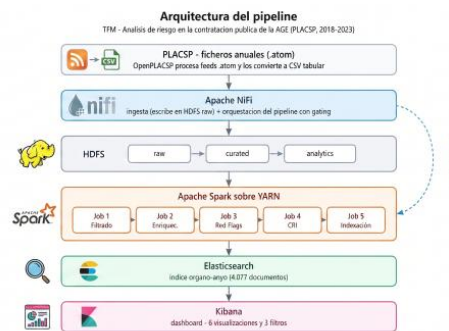 Arquitectura del pipeline
TFM - Analisis de riesgo en la contratacion publica de la AGE (PLACSP, 2018-2023)
CSV
PLACSP - ficheros anuales (.atom)
OpenPLACSP procesa feeds .atom y los convierte a CSV tabular
nifi
Apache NiFi
ingesta (escribe en HDFS raw) + orquestacion del pipeline con gating
HDFS
raw
curated
analytics
Apache Spark sobre YARN
APACHE Spark
Job 1
Filtrado
Job 2
Enriquec.
Job 3
Red Flags
Job 4
CRI
Job 5
Indexación
Elasticsearch
indice organo-anyo (4.077 documentos)
Kibana
dashboard - 6 visualizaciones y 3 filtros